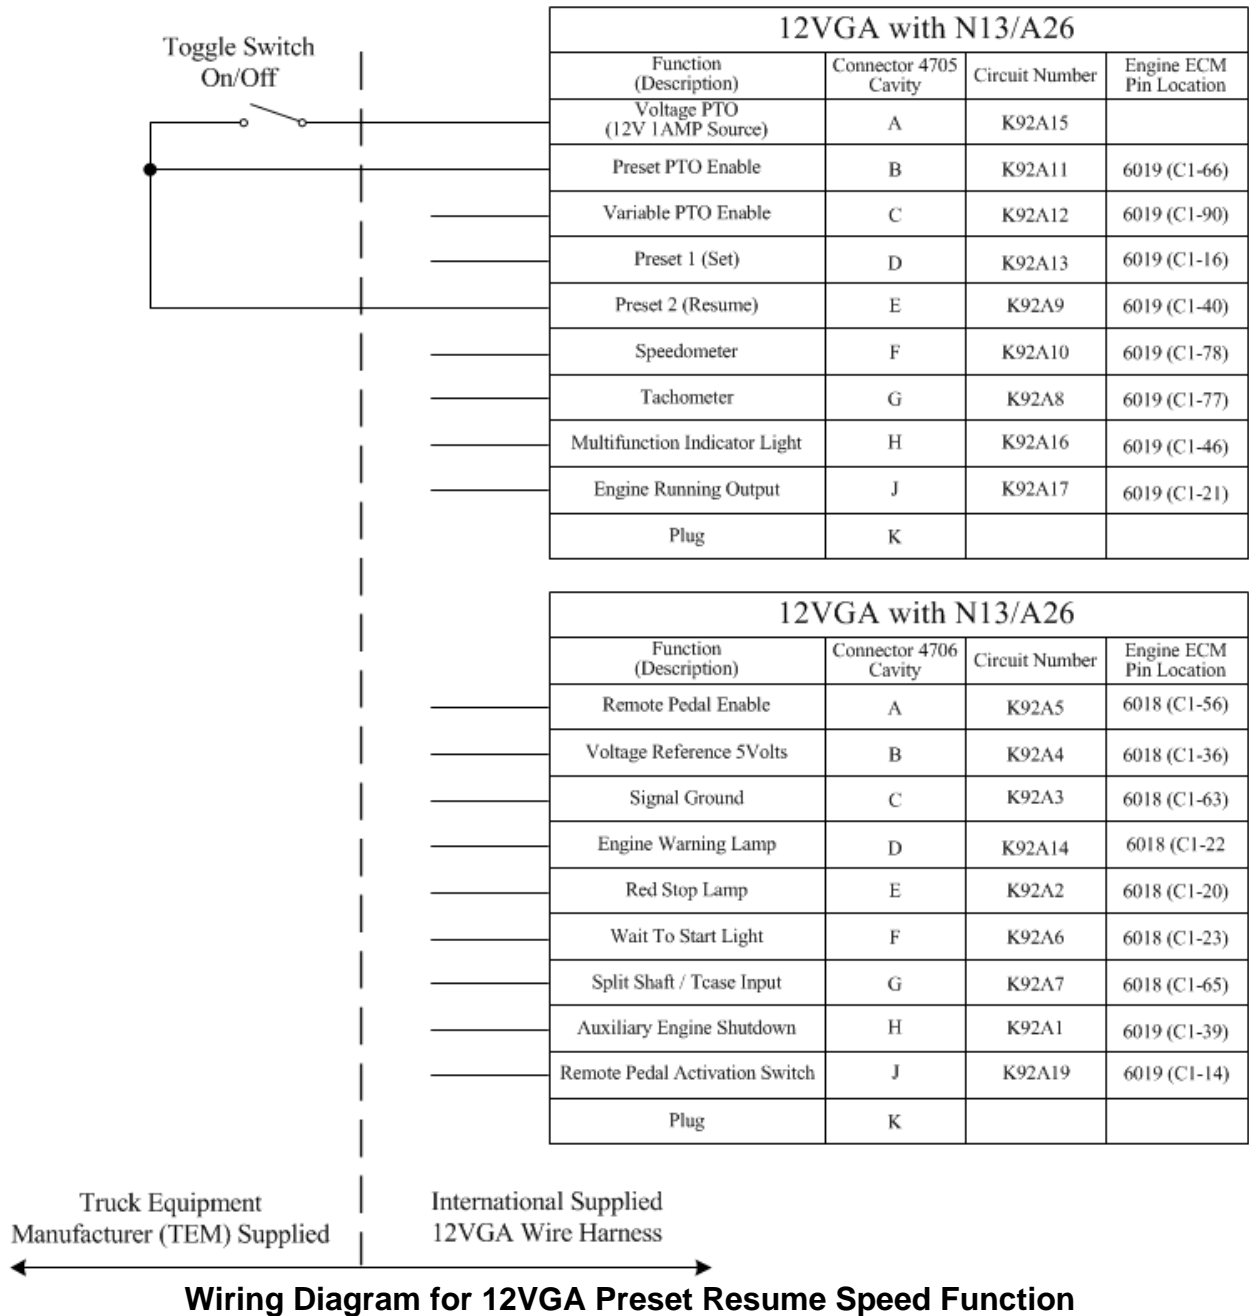 Toggle Switch
On/Off
12VGA with N13/A26
Function
(Description)
Connector 4705
Cavity
Circuit Number
Engine ECM
Pin Location
Voltage PTO
(12V 1AMP Source)
A
K92A15
Preset PTO Enable
B
K92A11
6019 (C1-66)
Variable PTO Enable
C
K92A12
6019 (C1-90)
Preset 1 (Set)
D
K92A13
6019 (C1-16)
Preset 2 (Resume)
E
K92A9
6019 (C1-40)
Speedometer
F
K92A10
6019 (C1-78)
Tachometer
G
K92A8
6019 (C1-77)
Multifunction Indicator Light
H
K92A16
6019 (C1-46)
Engine Running Output
J
K92A17
6019 (C1-21)
Plug
K
12VGA with N13/A26
Function
(Description)
Connector 4706
Cavity
Circuit Number
Engine ECM
Pin Location
Remote Pedal Enable
A
K92A5
6018 (C1-56)
Voltage Reference 5Volts
B
K92A4
6018 (C1-36)
Signal Ground
C
K92A3
6018 (C1-63)
Engine Warning Lamp
D
K92A14
6018 (C1-22
Red Stop Lamp
E
K92A2
6018 (C1-20)
Wait To Start Light
F
K92A6
6018 (C1-23)
Split Shaft / Tcase Input
G
K92A7
6018 (C1-65)
Auxiliary Engine Shutdown
H
K92A1
6019 (C1-39)
Remote Pedal Activation Switch
J
K92A19
6019 (C1-14)
Plug
K
Truck Equipment
Manufacturer (TEM) Supplied
International Supplied
12VGA Wire Harness
Wiring Diagram for 12VGA Preset Resume Speed Function